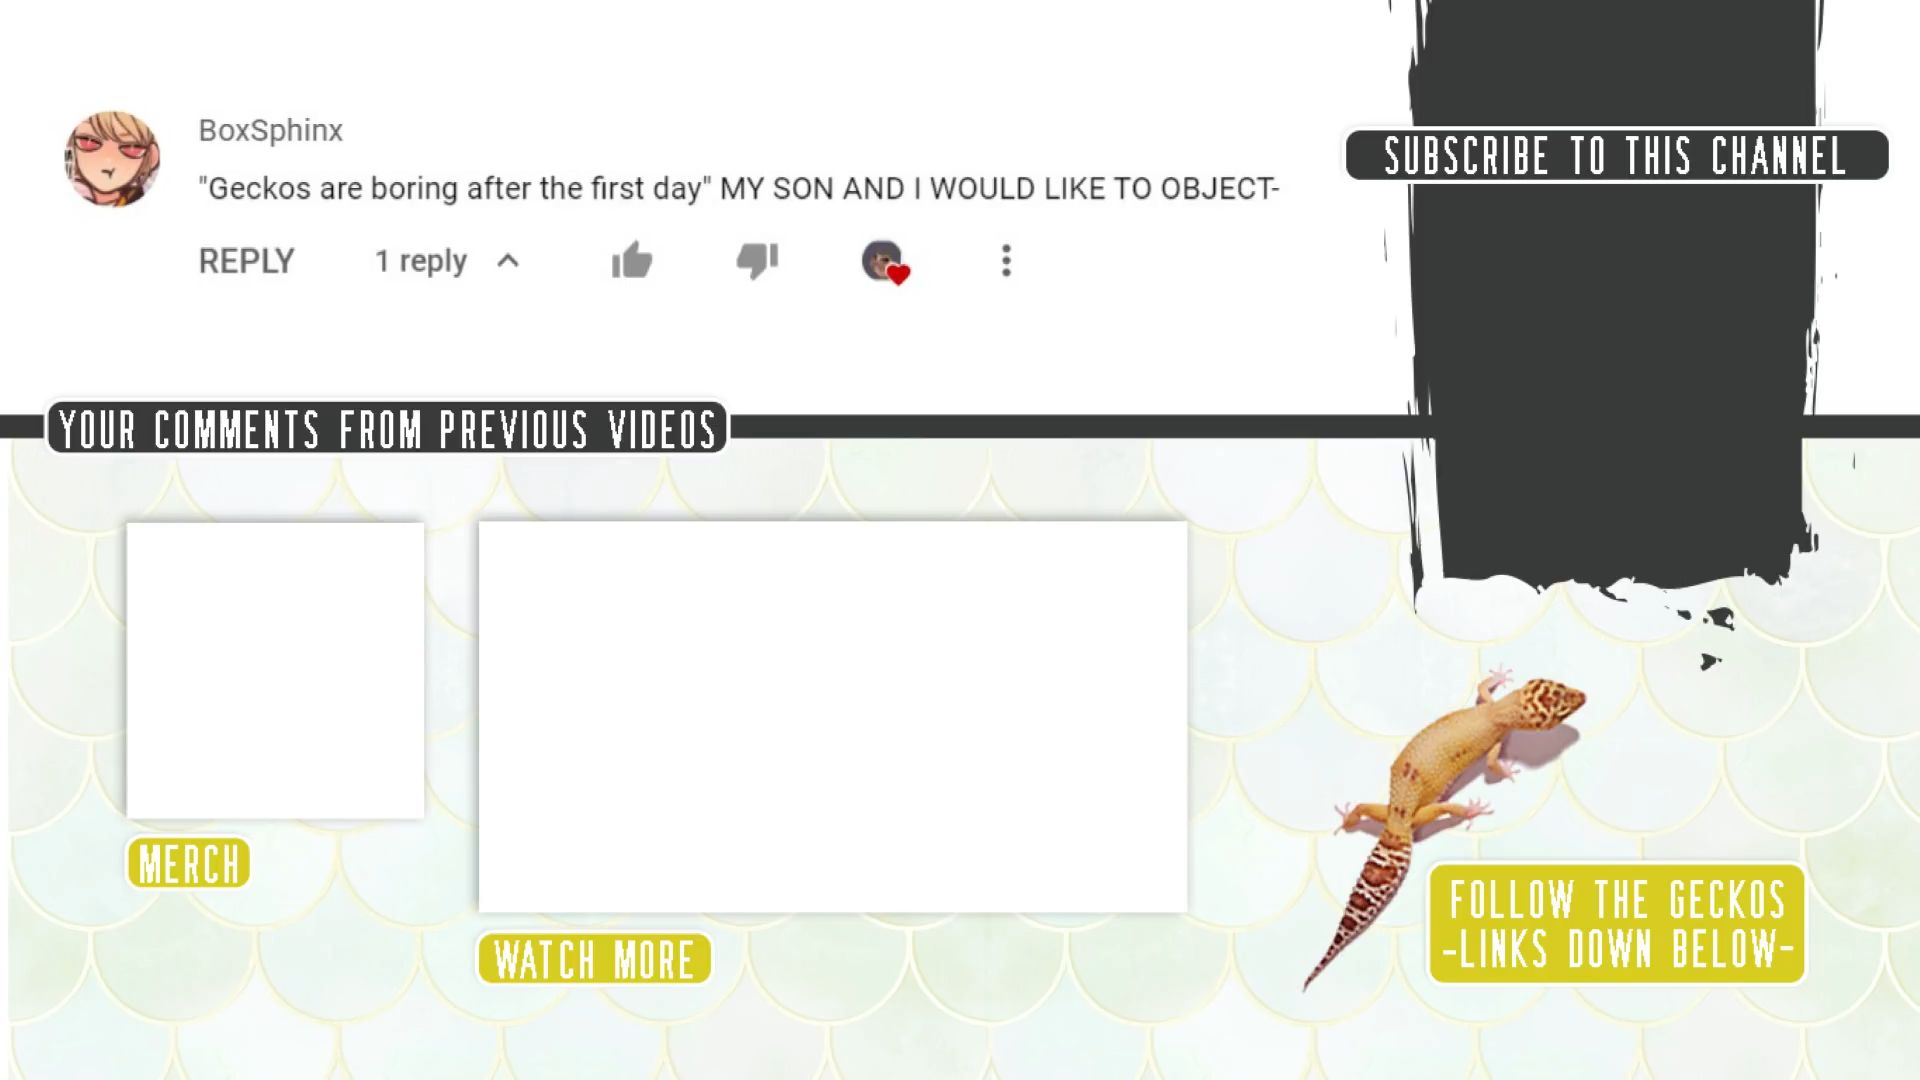 BoxSphinx
"Geckos are boring after the first day" MY SON AND I WOULD LIKE TO OBJECT-
REPLY 1 reply
SUBSCRIBE TO THIS CHANNEL
YOUR COMMENTS FROM PREVIOUS VIDEOS
MERCH
WATCH MORE
FOLLOW THE GECKOS
-LINKS DOWN BELOW-